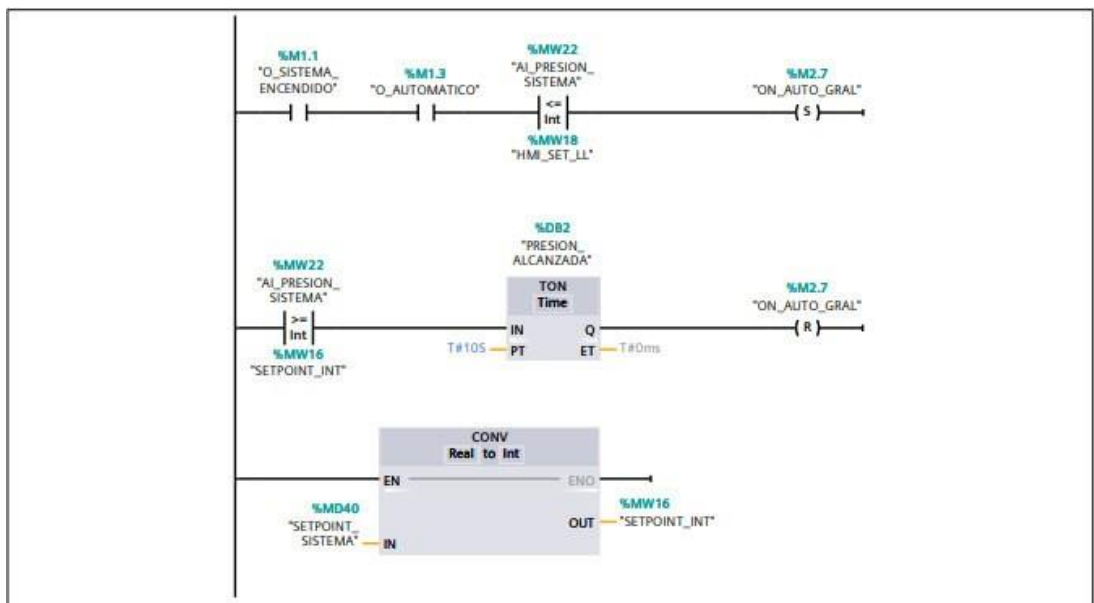 %M1.1
"O_SISTEMA_
ENCENDIDO"
%M1.3
"O_AUTOMATICO"
%MW22
"AI_PRESION_
SISTEMA"
<=
Int
%MW18
"HMI_SET_LL"
%M2.7
"ON_AUTO_GRAL"
S
%MW22
"AI_PRESION_
SISTEMA"
>=
Int
%MW16
"SETPOINT_INT"
%DB2
"PRESION_
ALCANZADA"
TON
Time
IN Q
T#10S PT ET T#0ms
%M2.7
"ON_AUTO_GRAL"
R
CONV
Real to Int
EN ENO
%MD40
"SETPOINT_
SISTEMA" IN
%MW16
OUT "SETPOINT_INT"